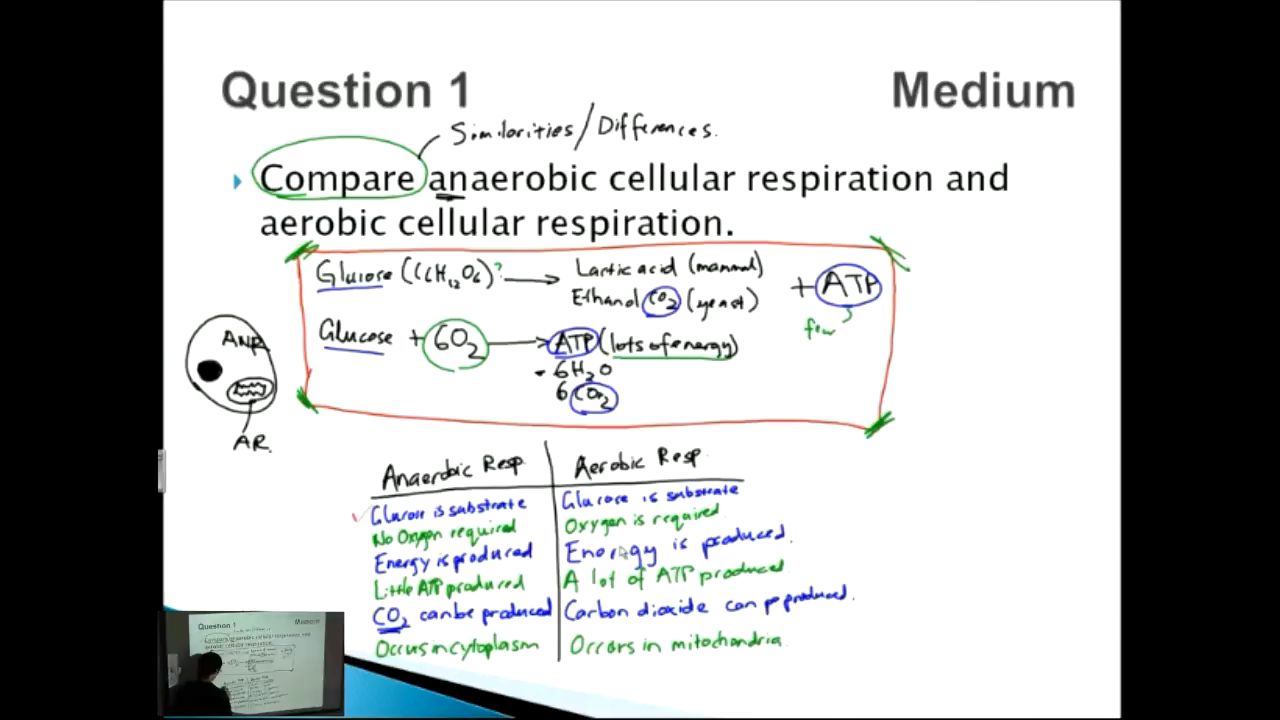 Question 1 Medium
Similarities/Differences.
Compare anaerobic cellular respiration and
aerobic cellular respiration.
Glucose (C6H12O6) ? → Lactic acid (mammal)
Ethanol CO2 (yeast)
+ ATP
few
Glucose + 6O2 → ATP (lots of energy)
- 6H2O
6 CO2
ANR
AR.
Anaerobic Resp Aerobic Resp.
✓ Glucose is substrate Glucose is substrate
No Oxygen required Oxygen is required
Energy is produced Energy is produced.
Little ATP produced A lot of ATP produced
CO2 can be produced Carbon dioxide can produced.
Occurs in cytoplasm Occurs in mitochondria
Question 1 Medium